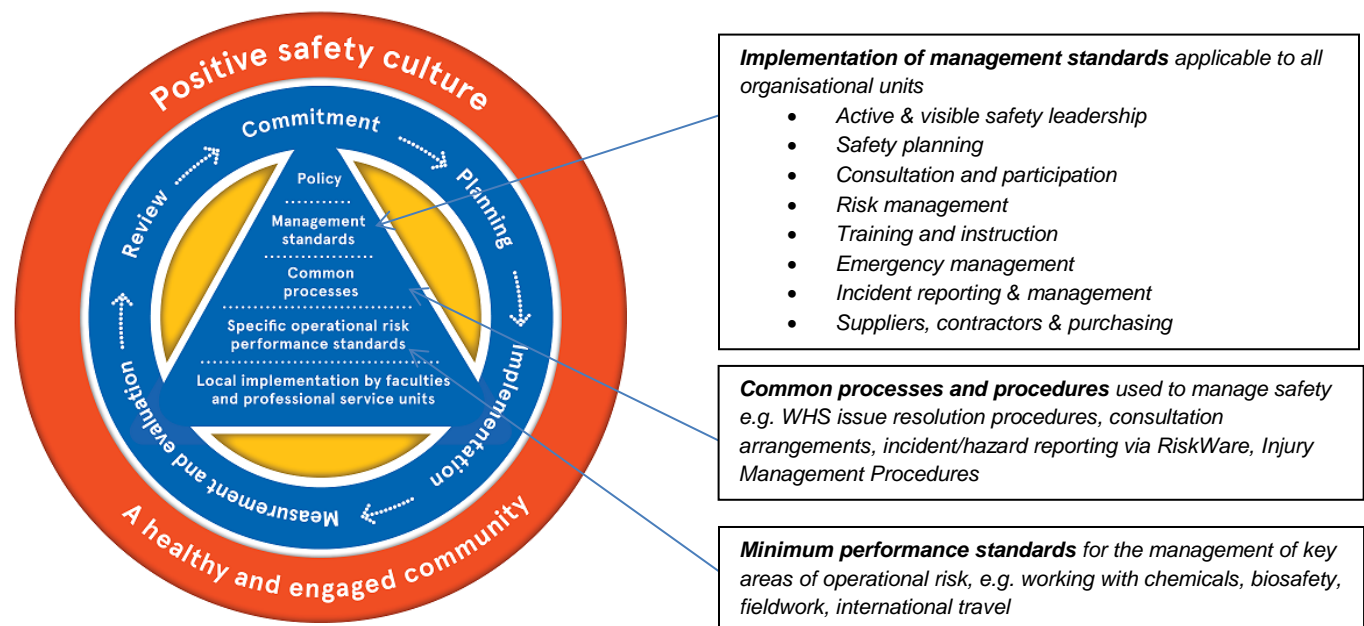 Positive safety culture
Commitment
Planning
Implementation
Measurement and evaluation
Review
Policy
Management
standards
Common
processes
Specific operational risk
performance standards
Local implementation by faculties
and professional service units
A healthy and engaged community
Implementation of management standards applicable to all
organisational units
• Active & visible safety leadership
• Safety planning
• Consultation and participation
• Risk management
• Training and instruction
• Emergency management
• Incident reporting & management
• Suppliers, contractors & purchasing
Common processes and procedures used to manage safety
e.g. WHS issue resolution procedures, consultation
arrangements, incident/hazard reporting via RiskWare, Injury
Management Procedures
Minimum performance standards for the management of key
areas of operational risk, e.g. working with chemicals, biosafety,
fieldwork, international travel